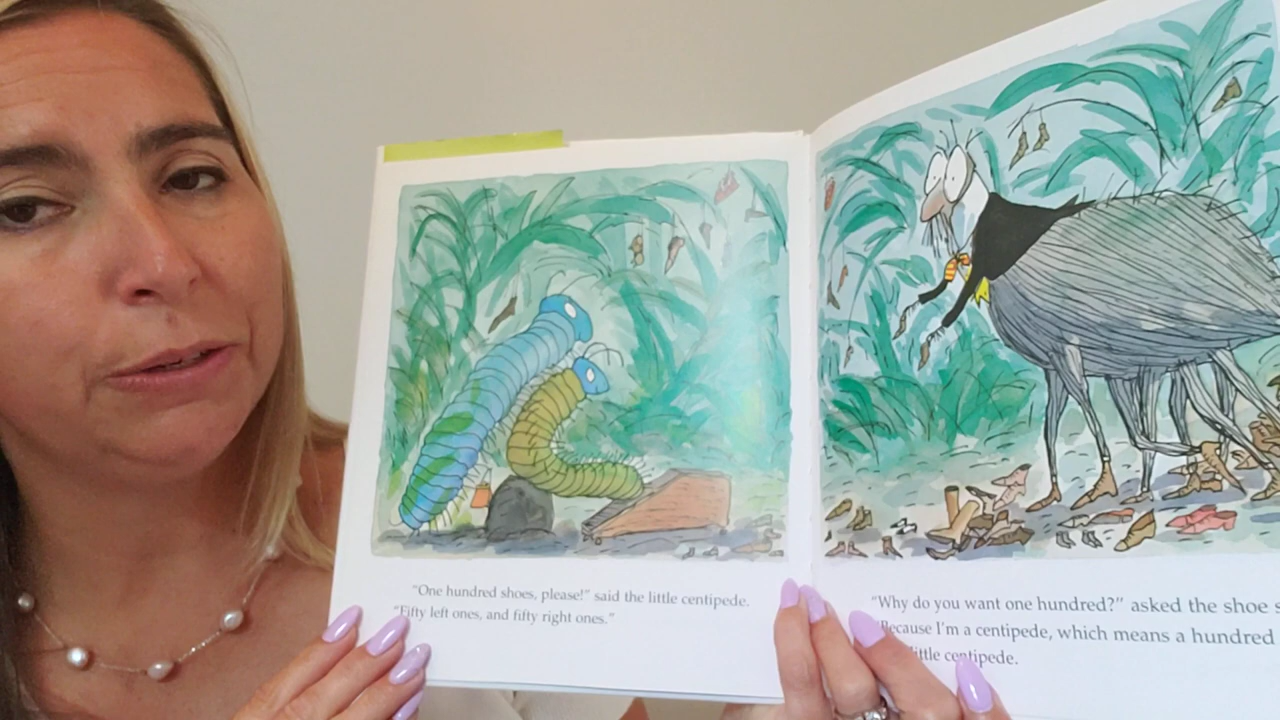 "One hundred shoes, please!" said the little centipede.
"Fifty left ones, and fifty right ones."
"Why do you want one hundred?" asked the shoe
"Because I'm a centipede, which means a hundred
little centipede.